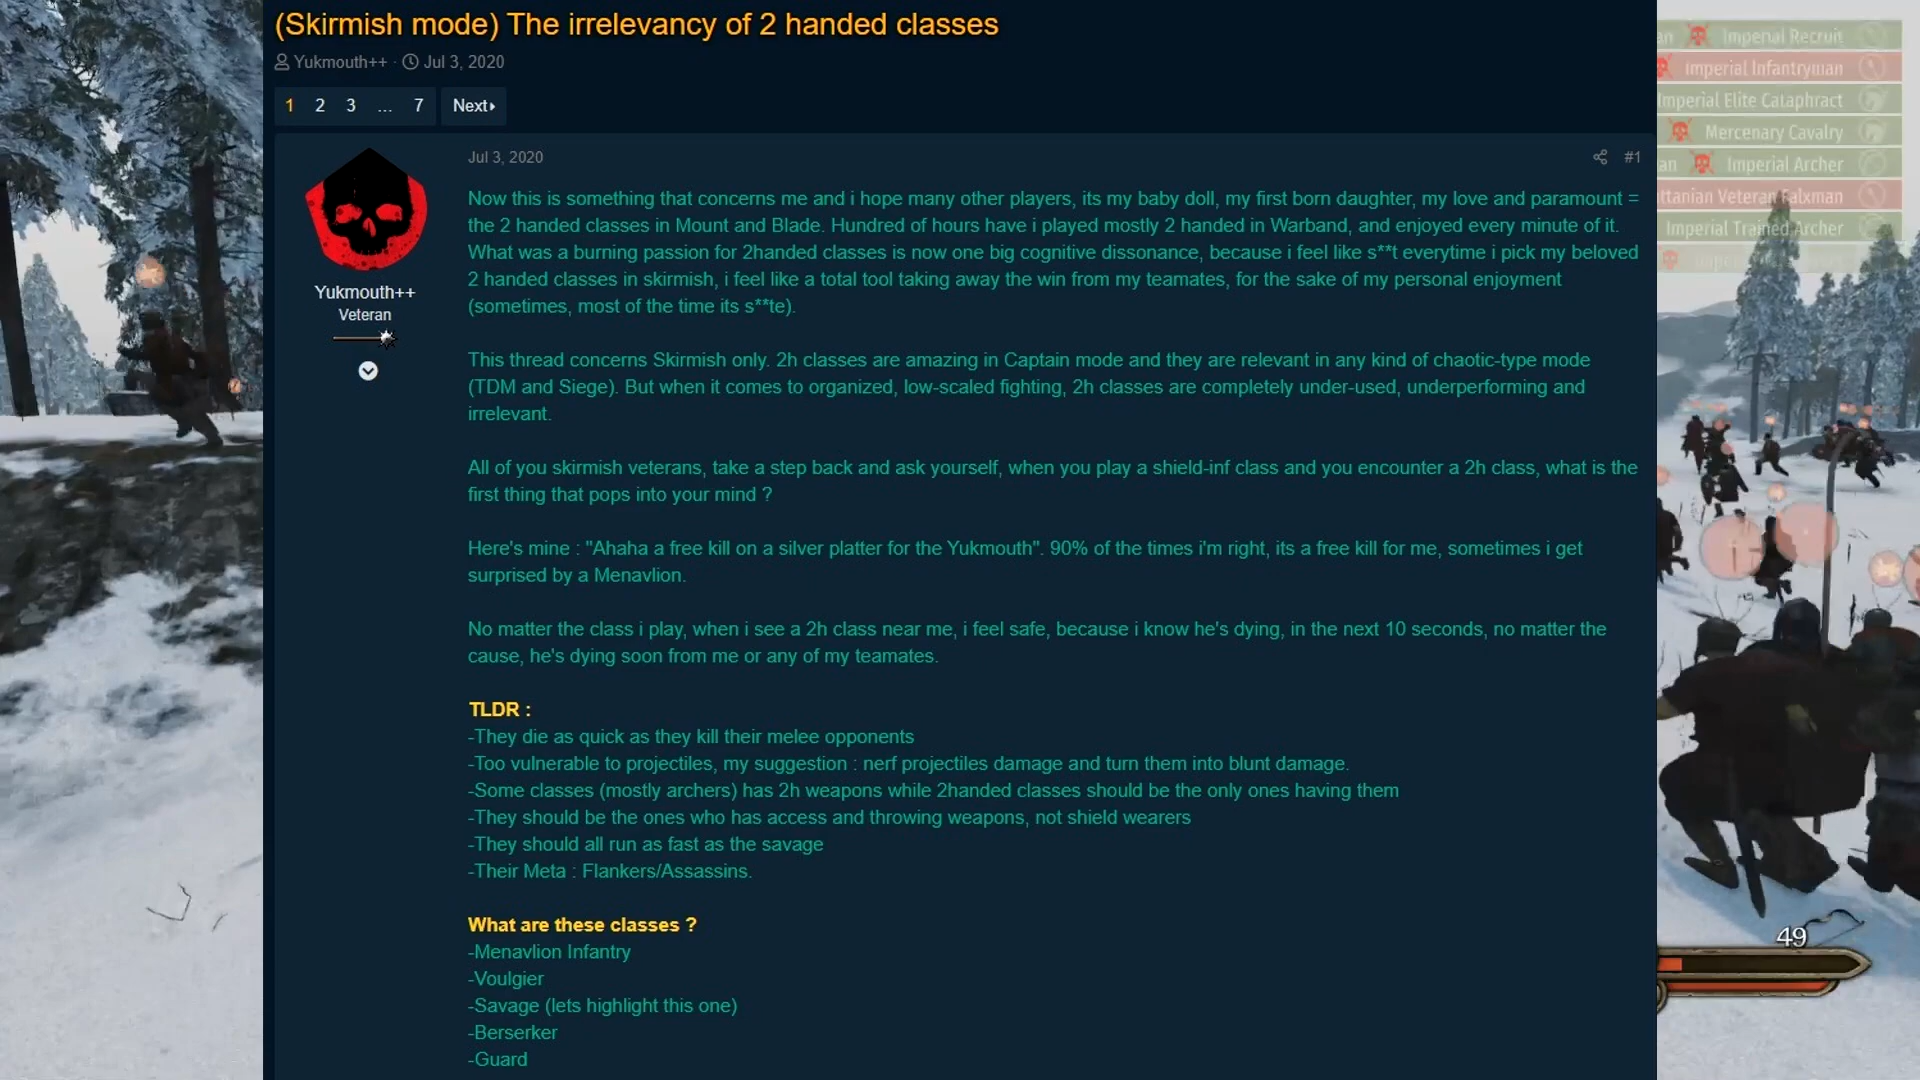 (Skirmish mode) The irrelevancy of 2 handed classes
Yukmouth++ · Jul 3, 2020
1 2 3 ... 7 Next
Jul 3, 2020 #1
Yukmouth++
Veteran
Now this is something that concerns me and i hope many other players, its my baby doll, my first born daughter, my love and paramount =
the 2 handed classes in Mount and Blade. Hundred of hours have i played mostly 2 handed in Warband, and enjoyed every minute of it.
What was a burning passion for 2handed classes is now one big cognitive dissonance, because i feel like s**t everytime i pick my beloved
2 handed classes in skirmish, i feel like a total tool taking away the win from my teamates, for the sake of my personal enjoyment
(sometimes, most of the time its s**te).
This thread concerns Skirmish only. 2h classes are amazing in Captain mode and they are relevant in any kind of chaotic-type mode
(TDM and Siege). But when it comes to organized, low-scaled fighting, 2h classes are completely under-used, underperforming and
irrelevant.
All of you skirmish veterans, take a step back and ask yourself, when you play a shield-inf class and you encounter a 2h class, what is the
first thing that pops into your mind ?
Here's mine : "Ahaha a free kill on a silver platter for the Yukmouth". 90% of the times i'm right, its a free kill for me, sometimes i get
surprised by a Menavlion.
No matter the class i play, when i see a 2h class near me, i feel safe, because i know he's dying, in the next 10 seconds, no matter the
cause, he's dying soon from me or any of my teamates.
TLDR :
-They die as quick as they kill their melee opponents
-Too vulnerable to projectiles, my suggestion : nerf projectiles damage and turn them into blunt damage.
-Some classes (mostly archers) has 2h weapons while 2handed classes should be the only ones having them
-They should be the ones who has access and throwing weapons, not shield wearers
-They should all run as fast as the savage
-Their Meta : Flankers/Assassins.
What are these classes ?
-Menavlion Infantry
-Voulgier
-Savage (lets highlight this one)
-Berserker
-Guard
Imperial Recruit
Imperial Infantryman
Imperial Elite Cataphract
Mercenary Cavalry
Imperial Archer
Veteran Falxman
Imperial Trained Archer
49